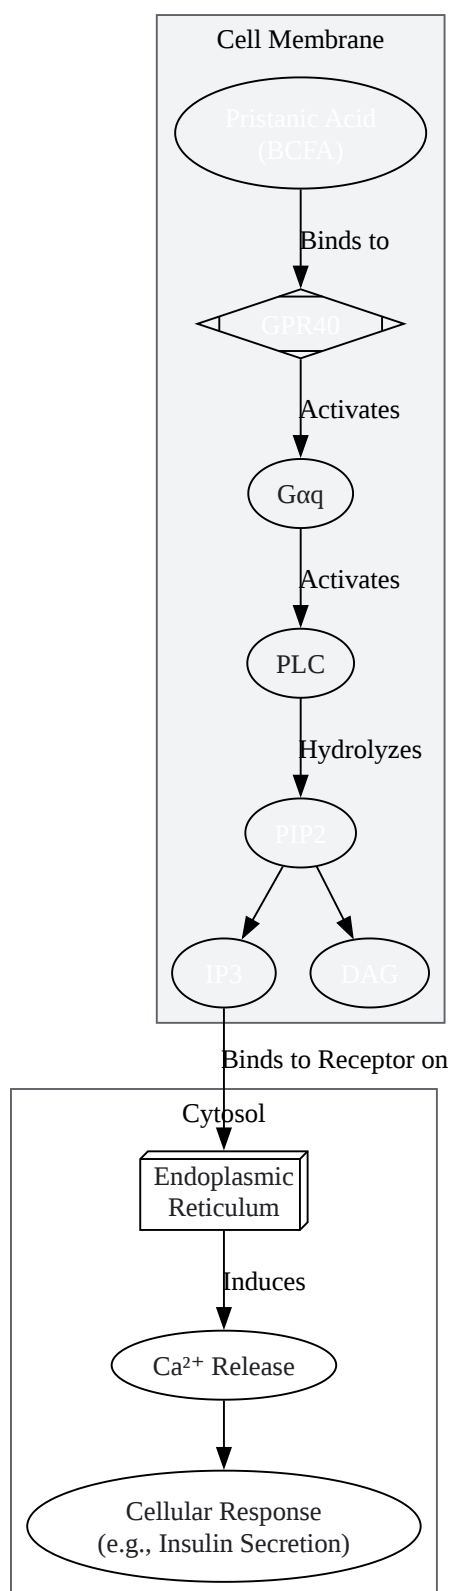 Cell Membrane
Pristanic Acid
(BCFA)
Binds to
GPR40
Activates
Gαq
Activates
PLC
Hydrolyzes
PIP2
IP3
DAG
Binds to Receptor on
Cytosol
Endoplasmic
Reticulum
Induces
Ca²⁺ Release
Cellular Response
(e.g., Insulin Secretion)